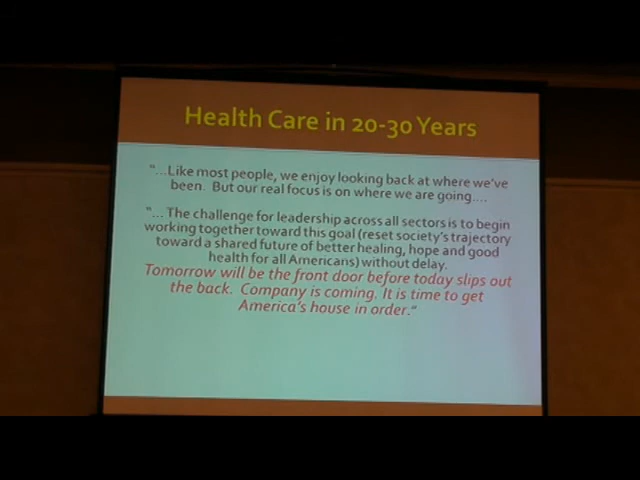 Health Care in 20-30 Years
"...Like most people, we enjoy looking back at where we've
been. But our real focus is on where we are going....
"... The challenge for leadership across all sectors is to begin
working together toward this goal (reset society's trajectory
toward a shared future of better healing, hope and good
health for all Americans) without delay.
Tomorrow will be the front door before today slips out
the back. Company is coming. It is time to get
America's house in order."